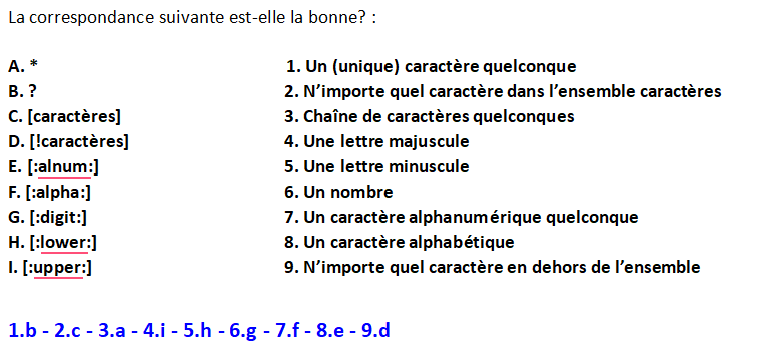 La correspondance suivante est-elle la bonne? :
A. * 1. Un (unique) caractère quelconque
B. ? 2. N’importe quel caractère dans l’ensemble caractères
C. [caractères] 3. Chaîne de caractères quelconques
D. [!caractères] 4. Une lettre majuscule
E. [:alnum:] 5. Une lettre minuscule
F. [:alpha:] 6. Un nombre
G. [:digit:] 7. Un caractère alphanumérique quelconque
H. [:lower:] 8. Un caractère alphabétique
I. [:upper:] 9. N’importe quel caractère en dehors de l’ensemble
1.b - 2.c - 3.a - 4.i - 5.h - 6.g - 7.f - 8.e - 9.d